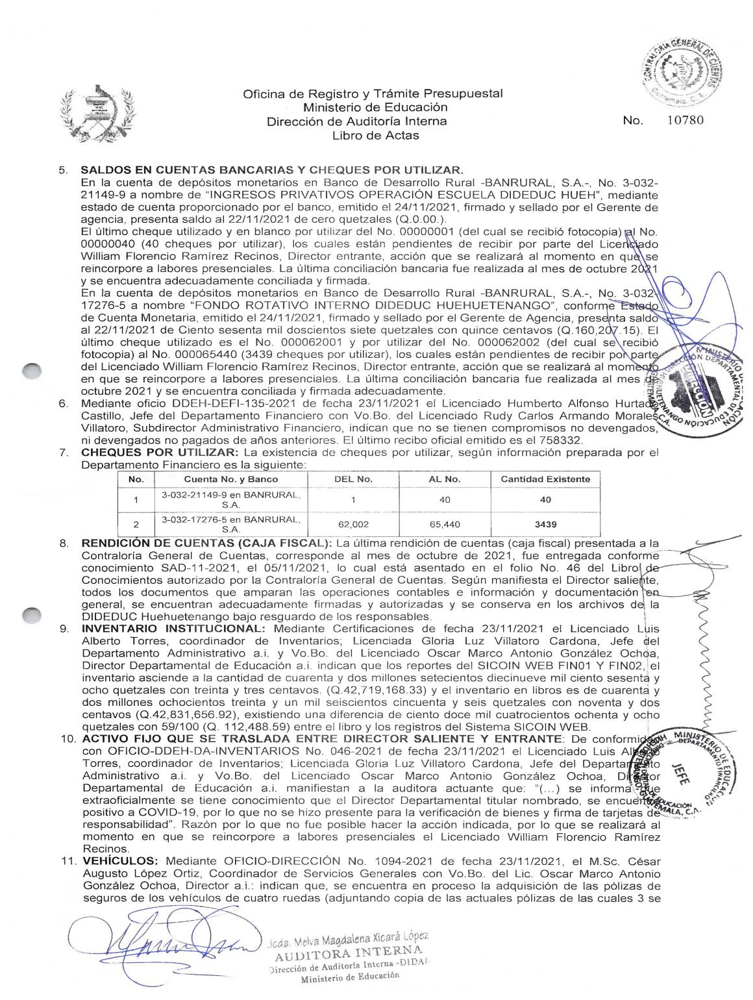 CONTRALORIA GENERAL DE CUENTAS
Guatemala, C. A.
Oficina de Registro y Trámite Presupuestal
Ministerio de Educación
Dirección de Auditoría Interna
Libro de Actas
No. 10780
5. SALDOS EN CUENTAS BANCARIAS Y CHEQUES POR UTILIZAR.
En la cuenta de depósitos monetarios en Banco de Desarrollo Rural -BANRURAL, S.A.-, No. 3-032-
21149-9 a nombre de “INGRESOS PRIVATIVOS OPERACIÓN ESCUELA DIDEDUC HUEH”, mediante
estado de cuenta proporcionado por el banco, emitido el 24/11/2021, firmado y sellado por el Gerente de
agencia, presenta saldo al 22/11/2021 de cero quetzales (Q.0.00.).
El último cheque utilizado y en blanco por utilizar del No. 00000001 (del cual se recibió fotocopia) al No.
00000040 (40 cheques por utilizar), los cuales están pendientes de recibir por parte del Licenciado
William Florencio Ramírez Recinos, Director entrante, acción que se realizará al momento en que se
reincorpore a labores presenciales. La última conciliación bancaria fue realizada al mes de octubre 2021
y se encuentra adecuadamente conciliada y firmada.
En la cuenta de depósitos monetarios en Banco de Desarrollo Rural -BANRURAL, S.A.-, No. 3-032-
17276-5 a nombre “FONDO ROTATIVO INTERNO DIDEDUC HUEHUETENANGO”, conforme Estado
de Cuenta Monetaria, emitido el 24/11/2021, firmado y sellado por el Gerente de Agencia, presenta saldo
al 22/11/2021 de Ciento sesenta mil doscientos siete quetzales con quince centavos (Q.160,207.15). El
último cheque utilizado es el No. 000062001 y por utilizar del No. 000062002 (del cual se recibió
fotocopia) al No. 000065440 (3439 cheques por utilizar), los cuales están pendientes de recibir por parte
del Licenciado William Florencio Ramírez Recinos, Director entrante, acción que se realizará al momento
en que se reincorpore a labores presenciales. La última conciliación bancaria fue realizada al mes de
octubre 2021 y se encuentra conciliada y firmada adecuadamente.
6. Mediante oficio DDEH-DEFI-135-2021 de fecha 23/11/2021 el Licenciado Humberto Alfonso Hurtado
Castillo, Jefe del Departamento Financiero con Vo.Bo. del Licenciado Rudy Carlos Armando Morales
Villatoro, Subdirector Administrativo Financiero, indican que no se tienen compromisos no devengados,
ni devengados no pagados de años anteriores. El último recibo oficial emitido es el 758332.
7. CHEQUES POR UTILIZAR: La existencia de cheques por utilizar, según información preparada por el
Departamento Financiero es la siguiente:
No. Cuenta No. y Banco DEL No. AL No. Cantidad Existente
1 3-032-21149-9 en BANRURAL, S.A. 1 40 40
2 3-032-17276-5 en BANRURAL, S.A. 62,002 65,440 3439
8. RENDICIÓN DE CUENTAS (CAJA FISCAL): La última rendición de cuentas (caja fiscal) presentada a la
Contraloría General de Cuentas, corresponde al mes de octubre de 2021, fue entregada conforme
conocimiento SAD-11-2021, el 05/11/2021, lo cual está asentado en el folio No. 46 del Libro de
Conocimientos autorizado por la Contraloría General de Cuentas. Según manifiesta el Director saliente,
todos los documentos que amparan las operaciones contables e información y documentación en
general, se encuentran adecuadamente firmadas y autorizadas y se conserva en los archivos de la
DIDEDUC Huehuetenango bajo resguardo de los responsables.
9. INVENTARIO INSTITUCIONAL: Mediante Certificaciones de fecha 23/11/2021 el Licenciado Luis
Alberto Torres, coordinador de Inventarios; Licenciada Gloria Luz Villatoro Cardona, Jefe del
Departamento Administrativo a.i. y Vo.Bo. del Licenciado Oscar Marco Antonio González Ochoa,
Director Departamental de Educación a.i. indican que los reportes del SICOIN WEB FIN01 Y FIN02, el
inventario asciende a la cantidad de cuarenta y dos millones setecientos diecinueve mil ciento sesenta y
ocho quetzales con treinta y tres centavos. (Q.42,719,168.33) y el inventario en libros es de cuarenta y
dos millones ochocientos treinta y un mil seiscientos cincuenta y seis quetzales con noventa y dos
centavos (Q.42,831,656.92), existiendo una diferencia de ciento doce mil cuatrocientos ochenta y ocho
quetzales con 59/100 (Q. 112,488.59) entre el libro y los registros del Sistema SICOIN WEB.
10. ACTIVO FIJO QUE SE TRASLADA ENTRE DIRECTOR SALIENTE Y ENTRANTE: De conformidad
con OFICIO-DDEH-DA-INVENTARIOS No. 046-2021 de fecha 23/11/2021 el Licenciado Luis Alberto
Torres, coordinador de Inventarios; Licenciada Gloria Luz Villatoro Cardona, Jefe del Departamento
Administrativo a.i. y Vo.Bo. del Licenciado Oscar Marco Antonio González Ochoa, Director
Departamental de Educación a.i. manifiestan a la auditora actuante que: “(...) se informa que
extraoficialmente se tiene conocimiento que el Director Departamental titular nombrado, se encuentra
positivo a COVID-19, por lo que no se hizo presente para la verificación de bienes y firma de tarjetas de
responsabilidad”. Razón por lo que no fue posible hacer la acción indicada, por lo que se realizará al
momento en que se reincorpore a labores presenciales el Licenciado William Florencio Ramírez
Recinos.
11. VEHÍCULOS: Mediante OFICIO-DIRECCIÓN No. 1094-2021 de fecha 23/11/2021, el M.Sc. César
Augusto López Ortiz, Coordinador de Servicios Generales con Vo.Bo. del Lic. Oscar Marco Antonio
González Ochoa, Director a.i.: indican que, se encuentra en proceso la adquisición de las pólizas de
seguros de los vehículos de cuatro ruedas (adjuntando copia de las actuales pólizas de las cuales 3 se
MINISTERIO DE EDUCACIÓN
DIRECCIÓN DEPARTAMENTAL DE EDUCACIÓN
HUEHUETENANGO
GUATEMALA, C.A.
DIRECCIÓN
MINISTERIO DE EDUCACION
DEPARTAMENTO FINANCIERO
JEFE
GUATEMALA, C.A.
Licda. Melva Magdalena Xicará López
AUDITORA INTERNA
Dirección de Auditoría Interna -DIDAI-
Ministerio de Educación